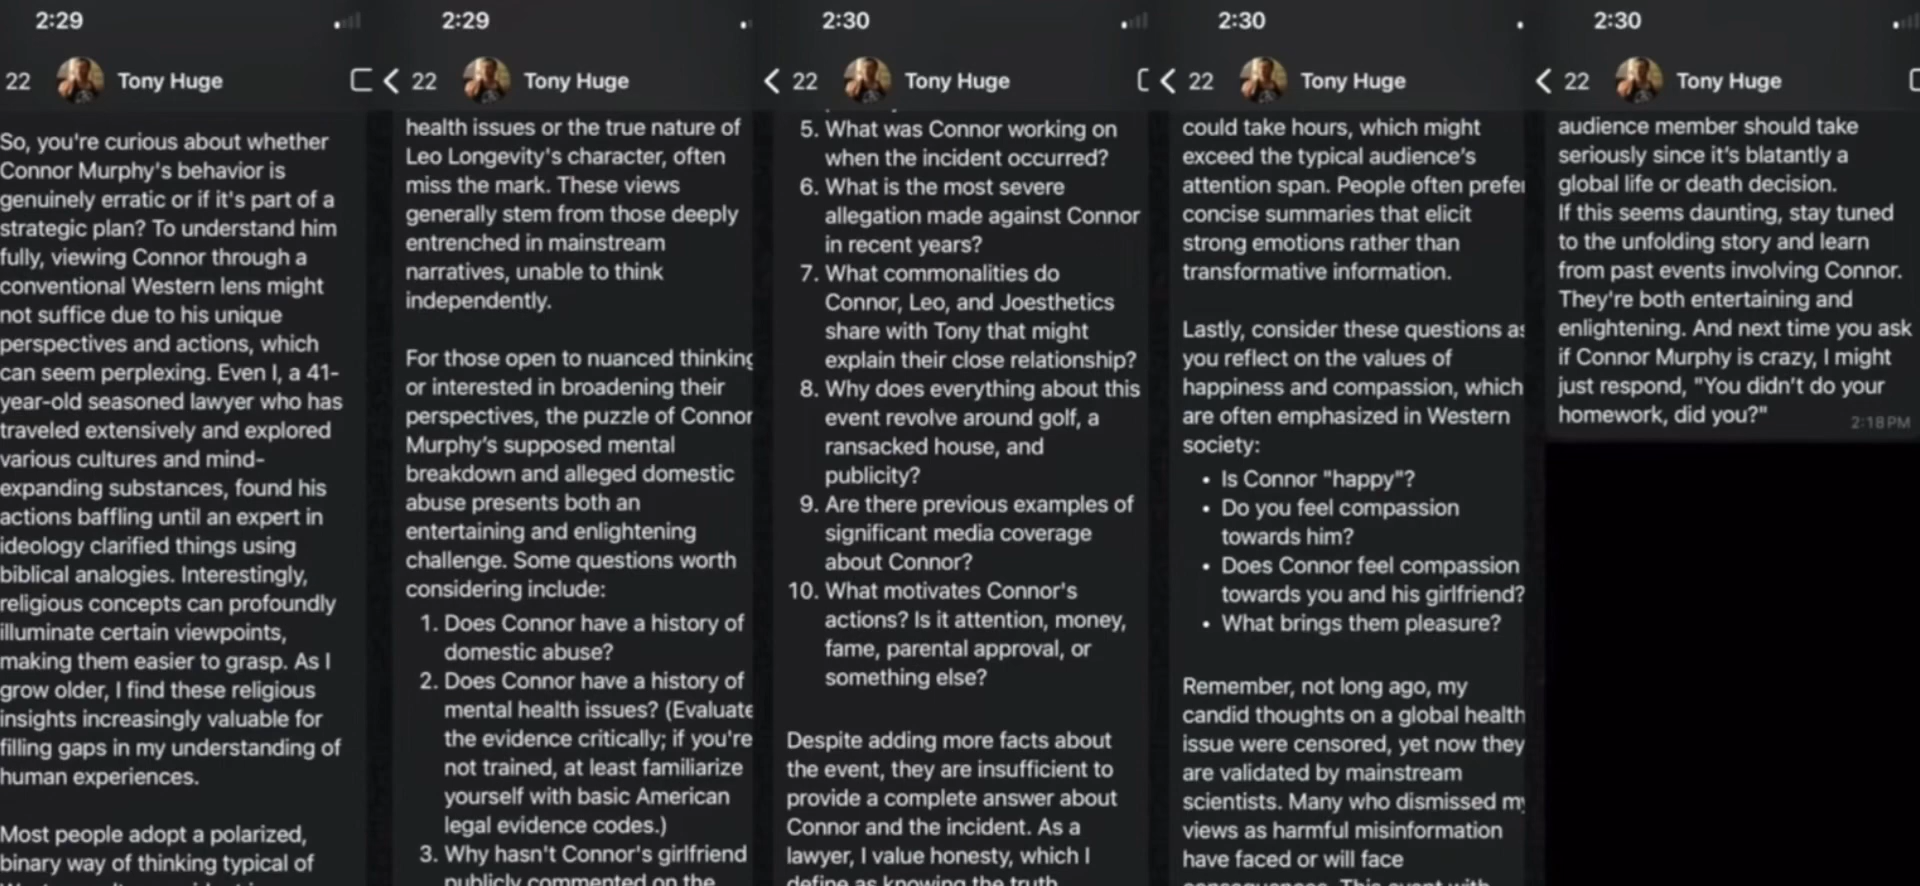 2:29
22
Tony Huge
So, you're curious about whether
Connor Murphy's behavior is
genuinely erratic or if it's part of a
strategic plan? To understand him
fully, viewing Connor through a
conventional Western lens might
not suffice due to his unique
perspectives and actions, which
can seem perplexing. Even I, a 41-
year-old seasoned lawyer who has
traveled extensively and explored
various cultures and mind-
expanding substances, found his
actions baffling until an expert in
ideology clarified things using
biblical analogies. Interestingly,
religious concepts can profoundly
illuminate certain viewpoints,
making them easier to grasp. As I
grow older, I find these religious
insights increasingly valuable for
filling gaps in my understanding of
human experiences.
Most people adopt a polarized,
binary way of thinking typical of
2:29
22
Tony Huge
health issues or the true nature of
Leo Longevity's character, often
miss the mark. These views
generally stem from those deeply
entrenched in mainstream
narratives, unable to think
independently.
For those open to nuanced thinking
or interested in broadening their
perspectives, the puzzle of Connor
Murphy's supposed mental
breakdown and alleged domestic
abuse presents both an
entertaining and enlightening
challenge. Some questions worth
considering include:
1. Does Connor have a history of
domestic abuse?
2. Does Connor have a history of
mental health issues? (Evaluate
the evidence critically; if you're
not trained, at least familiarize
yourself with basic American
legal evidence codes.)
3. Why hasn't Connor's girlfriend
publicly commented on the
2:30
22
Tony Huge
5. What was Connor working on
when the incident occurred?
6. What is the most severe
allegation made against Connor
in recent years?
7. What commonalities do
Connor, Leo, and Joesthetics
share with Tony that might
explain their close relationship?
8. Why does everything about this
event revolve around golf, a
ransacked house, and
publicity?
9. Are there previous examples of
significant media coverage
about Connor?
10. What motivates Connor's
actions? Is it attention, money,
fame, parental approval, or
something else?
Despite adding more facts about
the event, they are insufficient to
provide a complete answer about
Connor and the incident. As a
lawyer, I value honesty, which I
define as knowing the truth
2:30
22
Tony Huge
could take hours, which might
exceed the typical audience's
attention span. People often prefer
concise summaries that elicit
strong emotions rather than
transformative information.
Lastly, consider these questions as
you reflect on the values of
happiness and compassion, which
are often emphasized in Western
society:
• Is Connor "happy"?
• Do you feel compassion
towards him?
• Does Connor feel compassion
towards you and his girlfriend?
• What brings them pleasure?
Remember, not long ago, my
candid thoughts on a global health
issue were censored, yet now they
are validated by mainstream
scientists. Many who dismissed my
views as harmful misinformation
have faced or will face
2:30
22
Tony Huge
audience member should take
seriously since it's blatantly a
global life or death decision.
If this seems daunting, stay tuned
to the unfolding story and learn
from past events involving Connor.
They're both entertaining and
enlightening. And next time you ask
if Connor Murphy is crazy, I might
just respond, "You didn't do your
homework, did you?"
2:18 PM